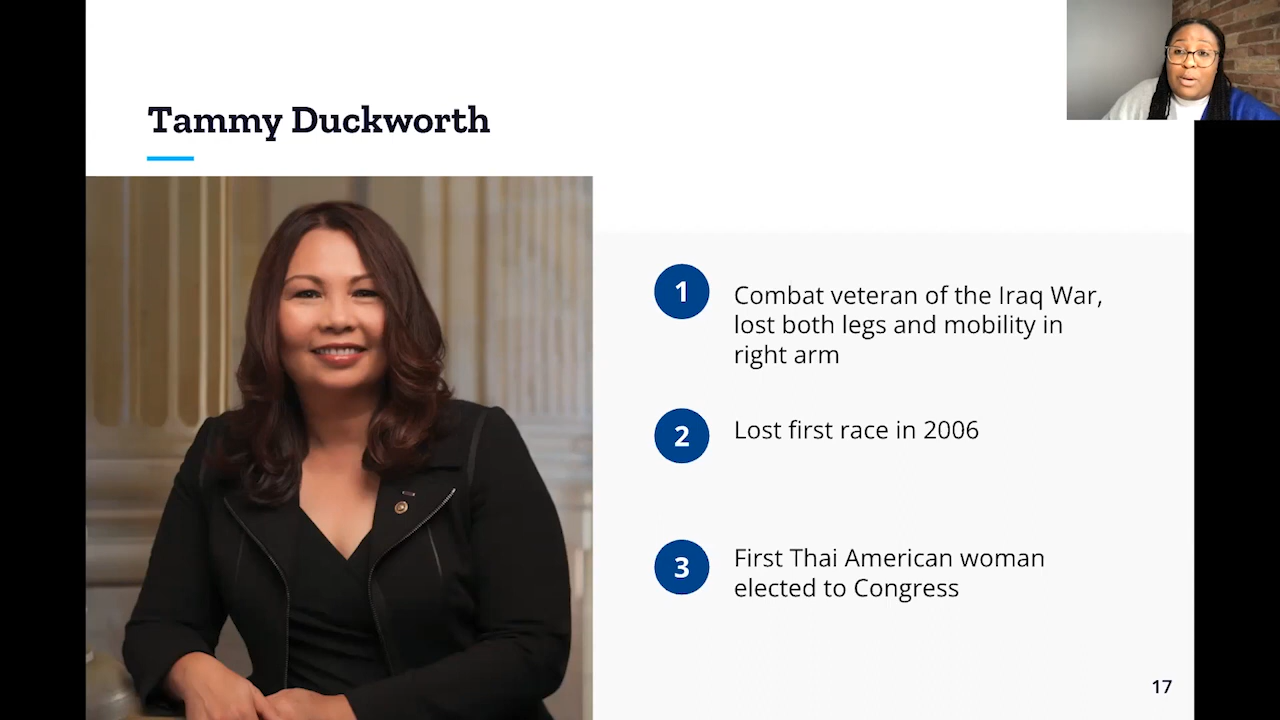 Tammy Duckworth
1
Combat veteran of the Iraq War,
lost both legs and mobility in
right arm
2
Lost first race in 2006
3
First Thai American woman
elected to Congress
17